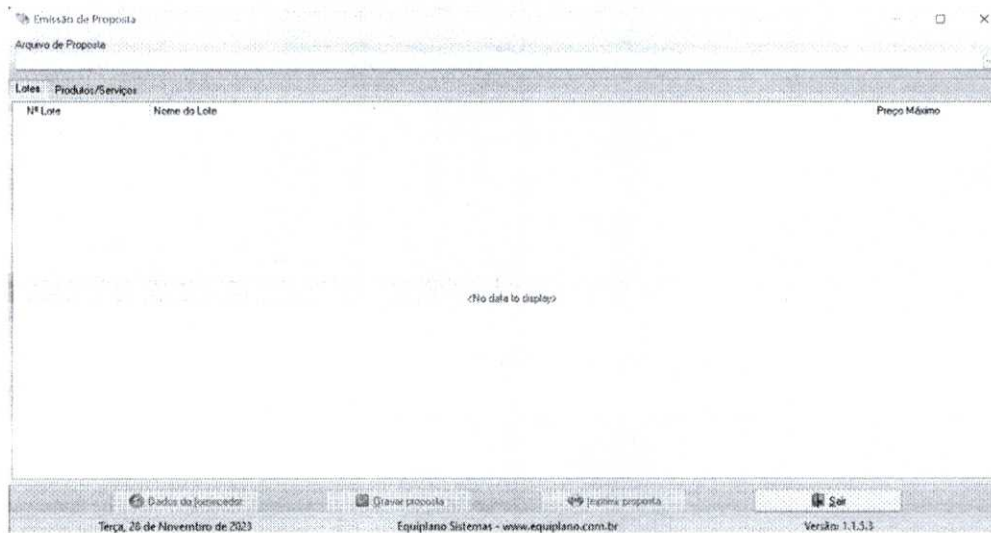 Emissão de Proposta
Arquivo de Proposta
Lotes Produtos/Serviços
Nº Lote Nome do Lote Preço Máximo
<No data to display>
Dados do fornecedor Gravar proposta Imprimir proposta Sair
Terça, 28 de Novembro de 2023 Equiplano Sistemas - www.equiplano.com.br Versão: 1.1.5.3